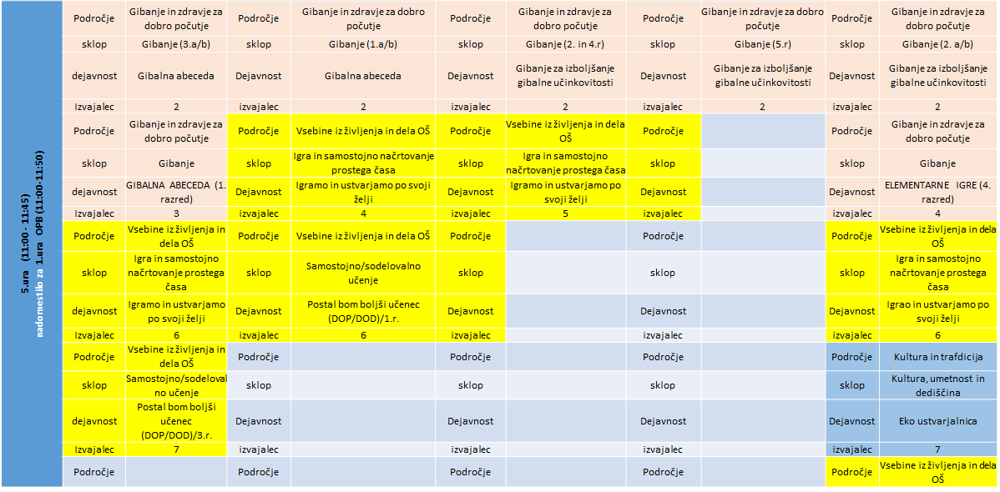 5.ura (11:00 - 11:45)
nadomestilo za 1.ura OPB (11:00-11:50)
Področje
Gibanje in zdravje za
dobro počutje
Področje
Gibanje in zdravje za dobro
počutje
Področje
Gibanje in zdravje za
dobro počutje
Področje
Gibanje in zdravje za dobro
počutje
Področje
Gibanje in zdravje za
dobro počutje
sklop
Gibanje (3.a/b)
sklop
Gibanje (1.a/b)
sklop
Gibanje (2. in 4.r)
sklop
Gibanje (5.r)
sklop
Gibanje (2. a/b)
dejavnost
Gibalna abeceda
Dejavnost
Gibalna abeceda
Dejavnost
Gibanje za izboljšanje
gibalne učinkovitosti
Dejavnost
Gibanje za izboljšanje
gibalne učinkovitosti
Dejavnost
Gibanje za izboljšanje
gibalne učinkovitosti
Izvajalec
2
izvajalec
2
izvajalec
2
izvajalec
2
izvajalec
2
Področje
Gibanje in zdravje za
dobro počutje
Področje
Vsebine iz življenja in dela OŠ
Področje
Vsebine iz življenja in dela
OŠ
Področje
Področje
Gibanje in zdravje za
dobro počutje
sklop
Gibanje
sklop
Igra in samostojno načrtovanje
prostega časa
sklop
Igra in samostojno
načrtovanje prostega časa
sklop
sklop
Gibanje
dejavnost
GIBALNA ABECEDA (1.
razred)
Dejavnost
Igramo in ustvarjamo po svoji
želji
Dejavnost
Igramo in ustvarjamo po
svoji želji
Dejavnost
Dejavnost
ELEMENTARNE IGRE (4.
razred)
Izvajalec
3
izvajalec
4
izvajalec
5
izvajalec
izvajalec
4
Področje
Vsebine iz življenja in
dela OŠ
Področje
Vsebine iz življenja in dela OŠ
Področje
Področje
Področje
Vsebine iz življenja in dela
OŠ
sklop
Igra in samostojno
načrtovanje prostega
časa
sklop
Samostojno/sodelovalno
učenje
sklop
sklop
sklop
Igra in samostojno
načrtovanje prostega
časa
dejavnost
Igramo in ustvarjamo
po svoji želji
Dejavnost
Postal bom boljši učenec
(DOP/DOD)/1.r.
Dejavnost
Dejavnost
Dejavnost
Igrao in ustvarjamo po
svoji želji
Izvajalec
6
izvajalec
6
izvajalec
izvajalec
izvajalec
6
Področje
Vsebine iz življenja in
dela OŠ
Področje
Področje
Področje
Področje
Kultura in trafdicija
sklop
Samostojno/sodeloval
no učenje
sklop
sklop
sklop
sklop
Kultura, umetnost in
dediščina
dejavnost
Postal bom boljši
učenec
(DOP/DOD)/3.r.
Dejavnost
Dejavnost
Dejavnost
Dejavnost
Eko ustvarjalnica
Izvajalec
7
izvajalec
izvajalec
izvajalec
izvajalec
7
Področje
Področje
Področje
Področje
Področje
Vsebine iz življenja in dela
OŠ